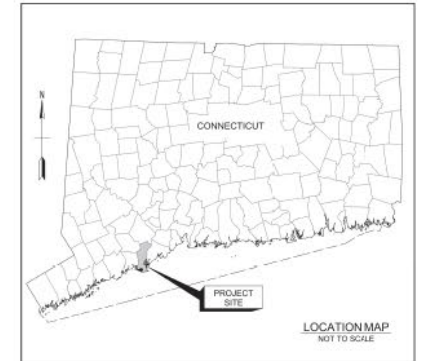 N
CONNECTICUT
PROJECT
SITE
LOCATION MAP
NOT TO SCALE